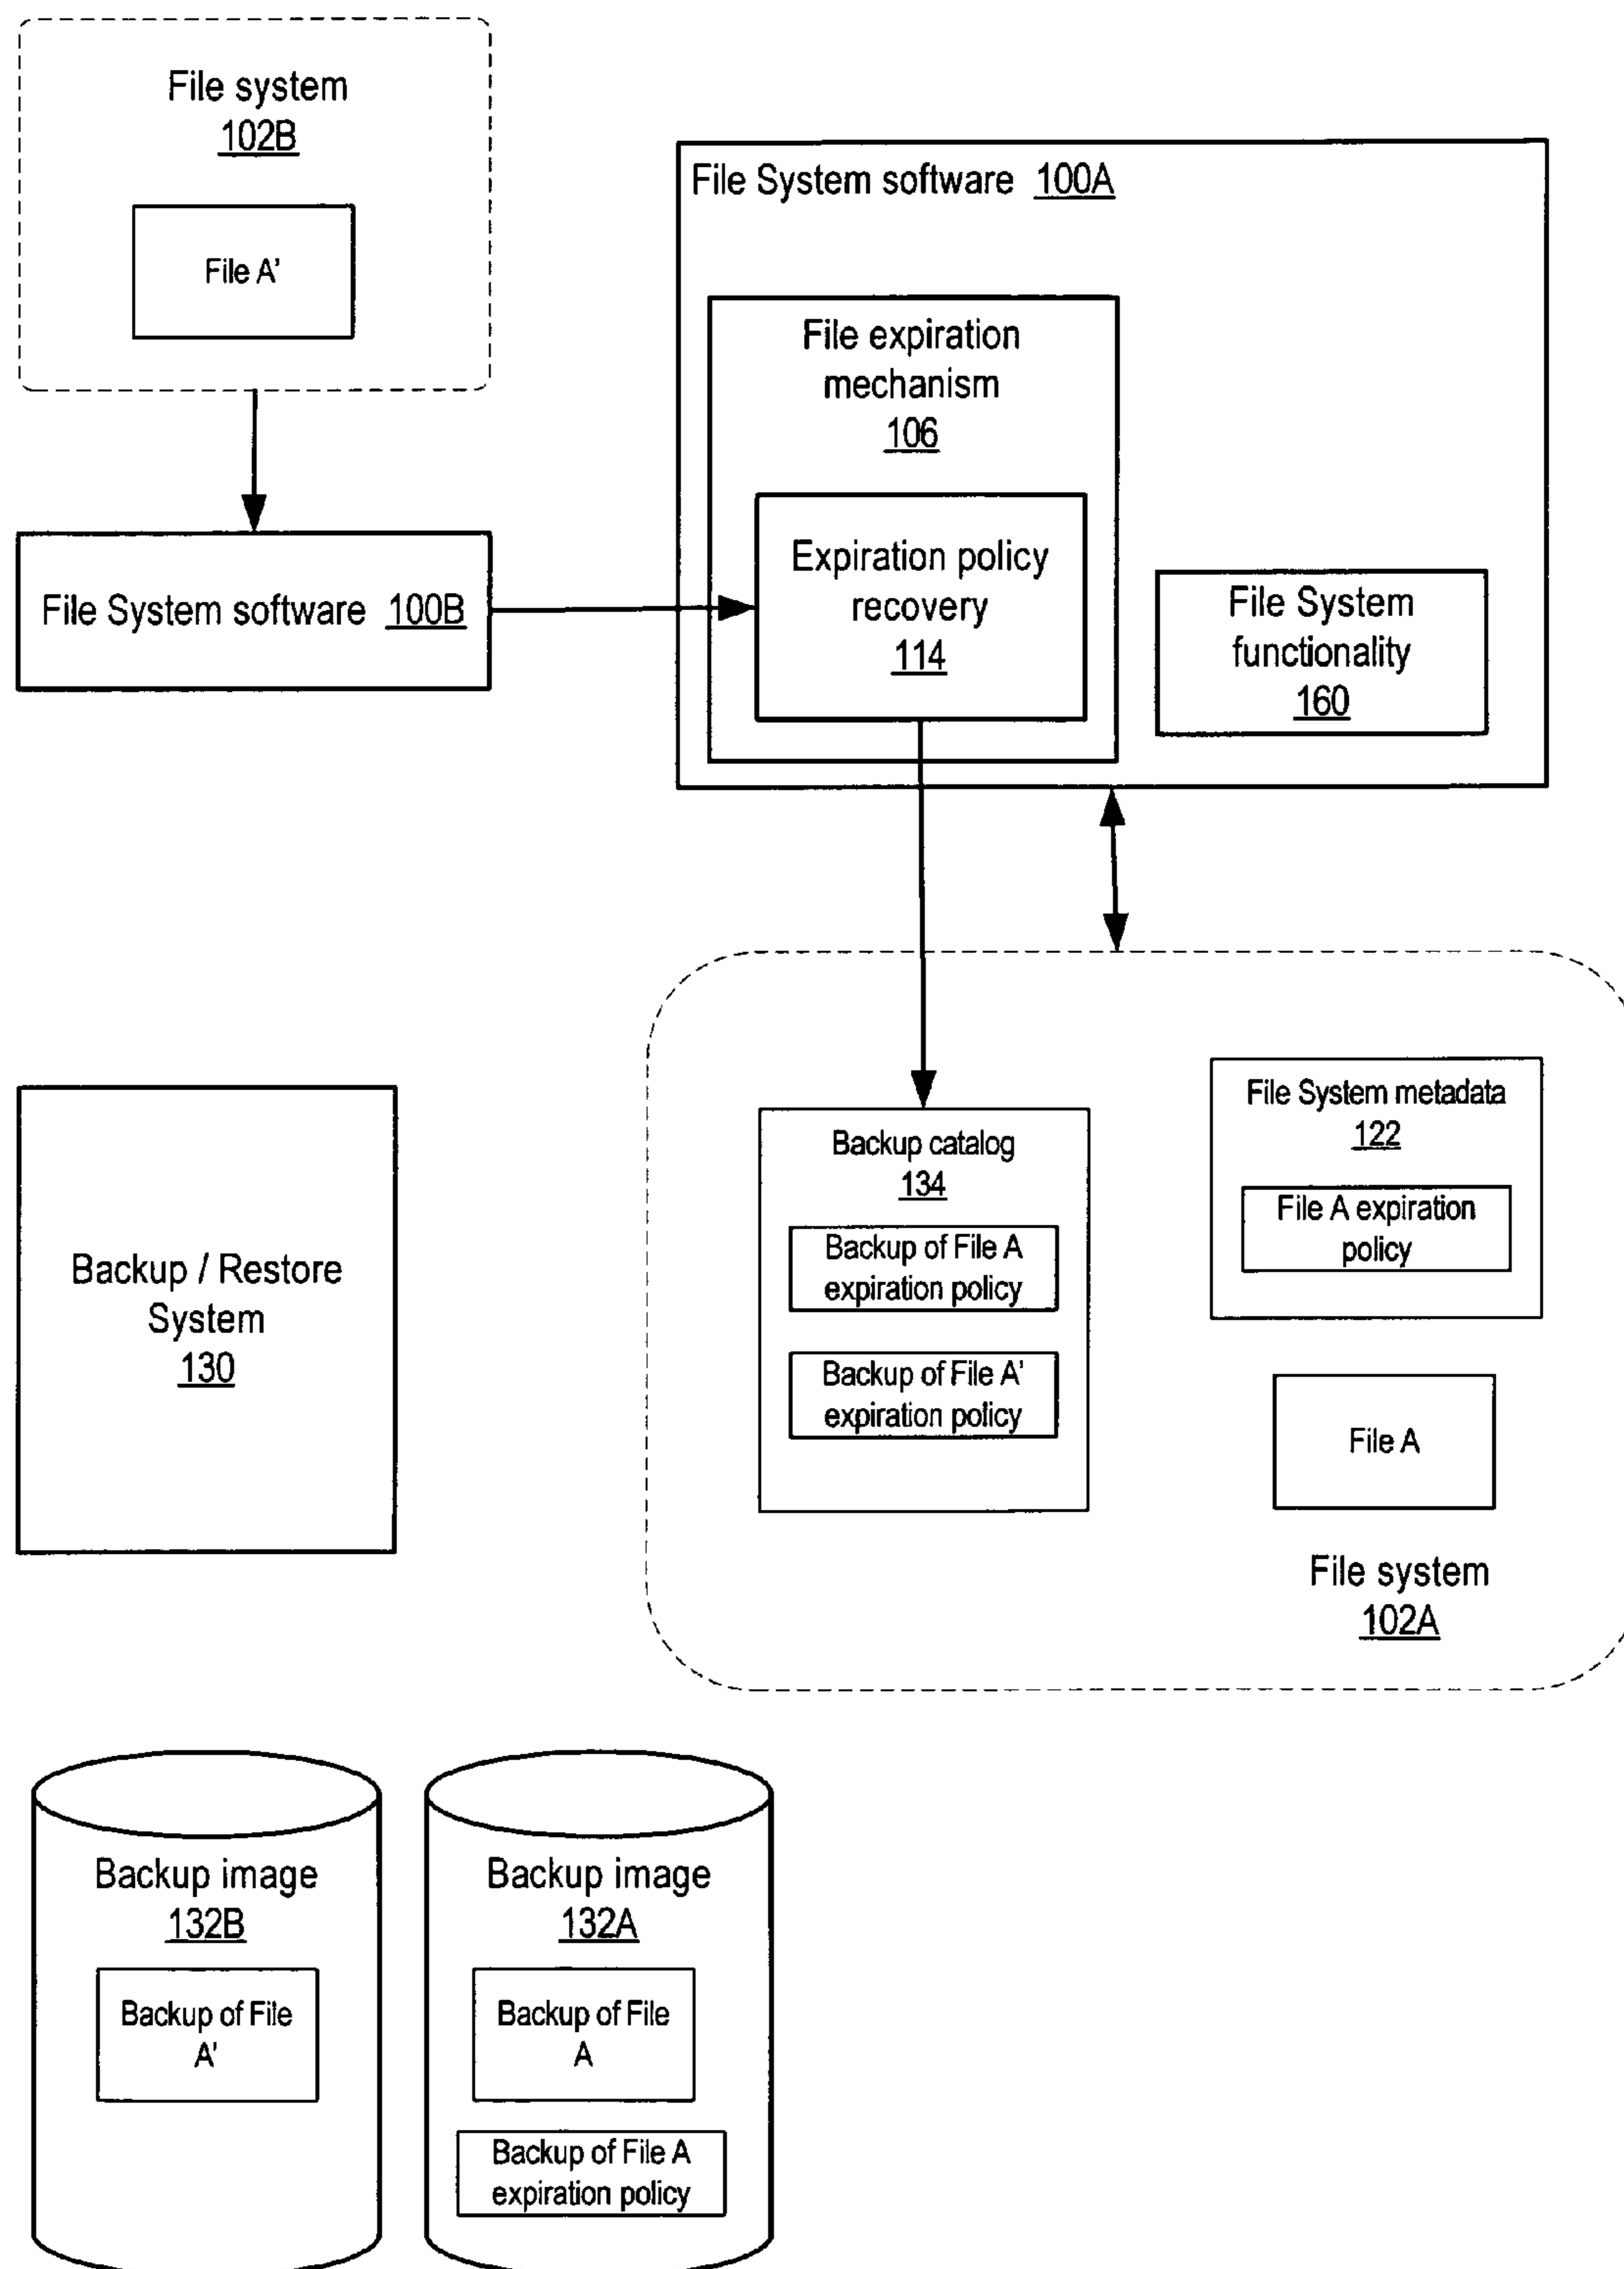 File system
102B
File A'
File System software 100A
File expiration
mechanism
106
Expiration policy
recovery
114
File System
functionality
160
File System software 100B
Backup / Restore
System
130
Backup catalog
134
Backup of File A
expiration policy
Backup of File A'
expiration policy
File System metadata
122
File A expiration
policy
File A
File system
102A
Backup image
132B
Backup of File
A'
Backup image
132A
Backup of File
A
Backup of File A
expiration policy